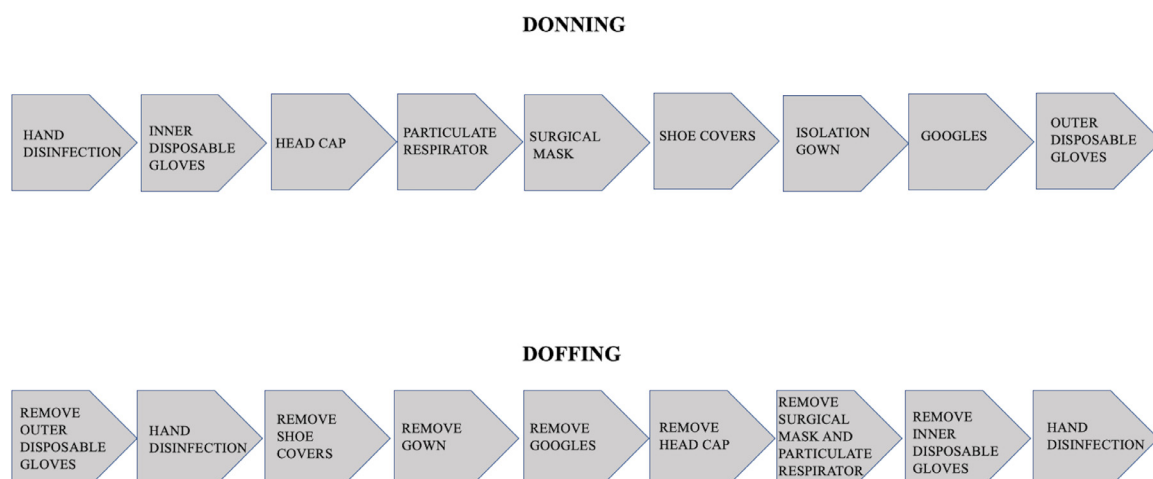 DONNING
HAND
DISINFECTION
INNER
DISPOSABLE
GLOVES
HEAD CAP
PARTICULATE
RESPIRATOR
SURGICAL
MASK
SHOE COVERS
ISOLATION
GOWN
GOOGLES
OUTER
DISPOSABLE
GLOVES
DOFFING
REMOVE
OUTER
DISPOSABLE
GLOVES
HAND
DISINFECTION
REMOVE
SHOE
COVERS
REMOVE
GOWN
REMOVE
GOOGLES
REMOVE
HEAD CAP
REMOVE
SURGICAL
MASK AND
PARTICULATE
RESPIRATOR
REMOVE
INNER
DISPOSABLE
GLOVES
HAND
DISINFECTION